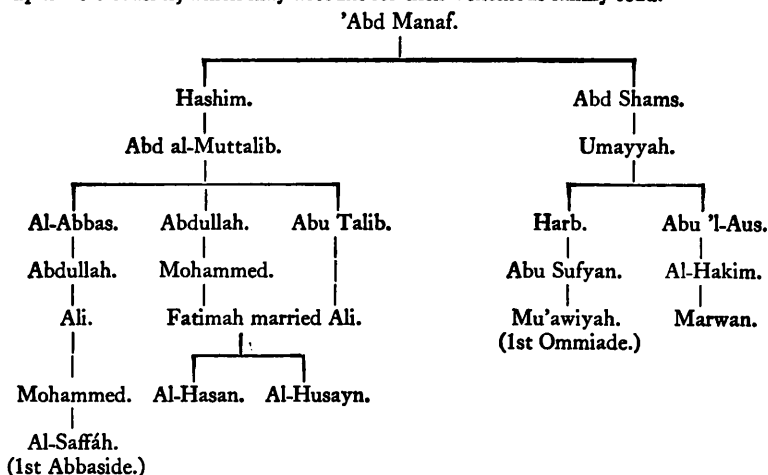 'Abd Manaf.
Hashim. Abd Shams.
Abd al-Muttalib. Umayyah.
Al-Abbas. Abdullah. Abu Talib. Harb. Abu 'l-Aus.
Abdullah. Mohammed. Abu Sufyan. Al-Hakim.
Ali. Fatimah married Ali. Mu'awiyah. Marwan.
(1st Ommiade.)
Mohammed. Al-Hasan. Al-Husayn.
Al-Saffáh.
(1st Abbaside.)